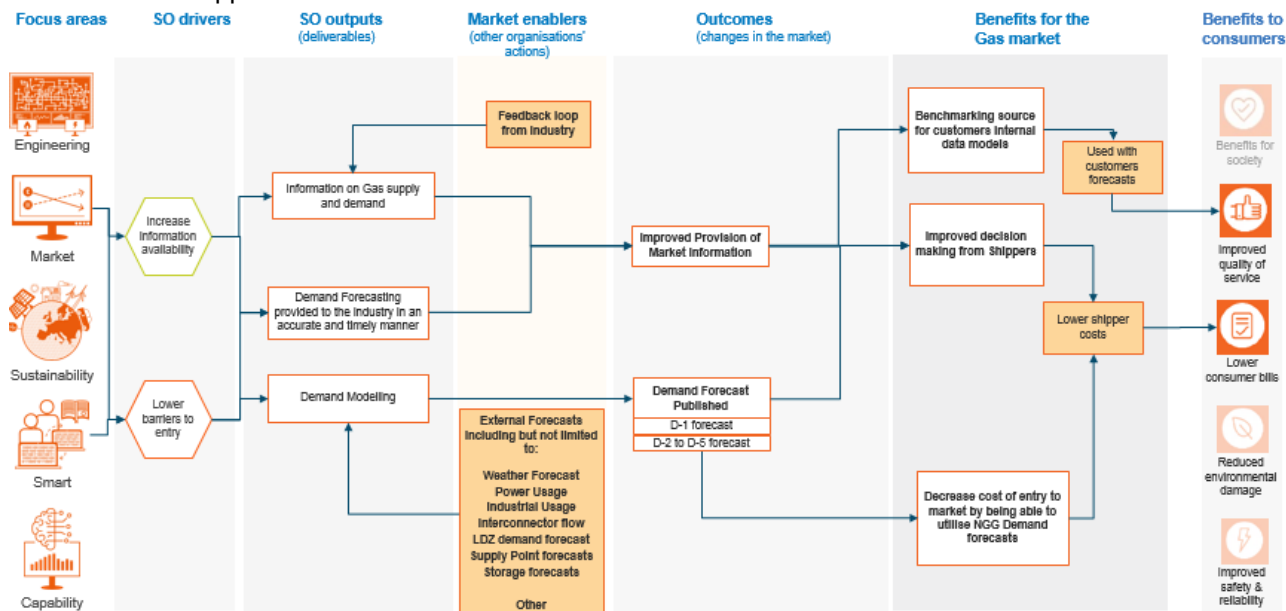 Focus areas
SO drivers
SO outputs
(deliverables)
Market enablers
(other organisations'
actions)
Outcomes
(changes in the market)
Benefits for the
Gas market
Benefits to
consumers
Engineering
Market
Sustainability
Smart
Capability
Increase
information
availability
Lower
barriers to
entry
Information on Gas supply
and demand
Demand Forecasting
provided to the industry in an
accurate and timely manner
Demand Modelling
Feedback loop
from industry
External Forecasts
including but not limited
to:
Weather Forecast
Power Usage
Industrial Usage
Interconnector flow
LDZ demand forecast
Supply Point forecasts
Storage forecasts
Other
Improved Provision of
Market Information
Demand Forecast
Published
D-1 forecast
D-2 to D-5 forecast
Benchmarking source
for customers internal
data models
Used with
customers
forecasts
Improved decision
making from Shippers
Lower shipper
costs
Decrease cost of entry to
market by being able to
utilise NGG Demand
forecasts
Benefits for
society
Improved
quality of
service
Lower
consumer bills
Reduced
environmental
damage
Improved
safety &
reliability